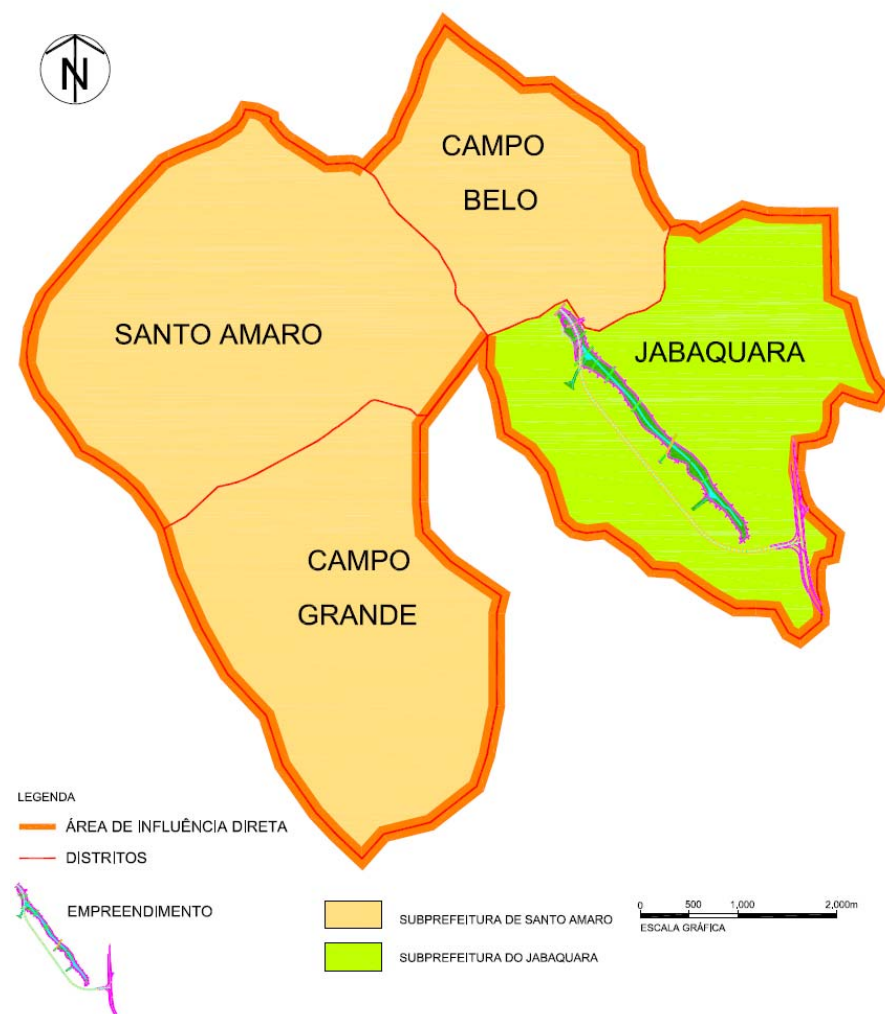 N
CAMPO
BELO
SANTO AMARO
JABAQUARA
CAMPO
GRANDE
LEGENDA
ÁREA DE INFLUÊNCIA DIRETA
DISTRITOS
EMPREENDIMENTO
SUBPREFEITURA DE SANTO AMARO
SUBPREFEITURA DO JABAQUARA
0 500 1,000 2,000m
ESCALA GRÁFICA